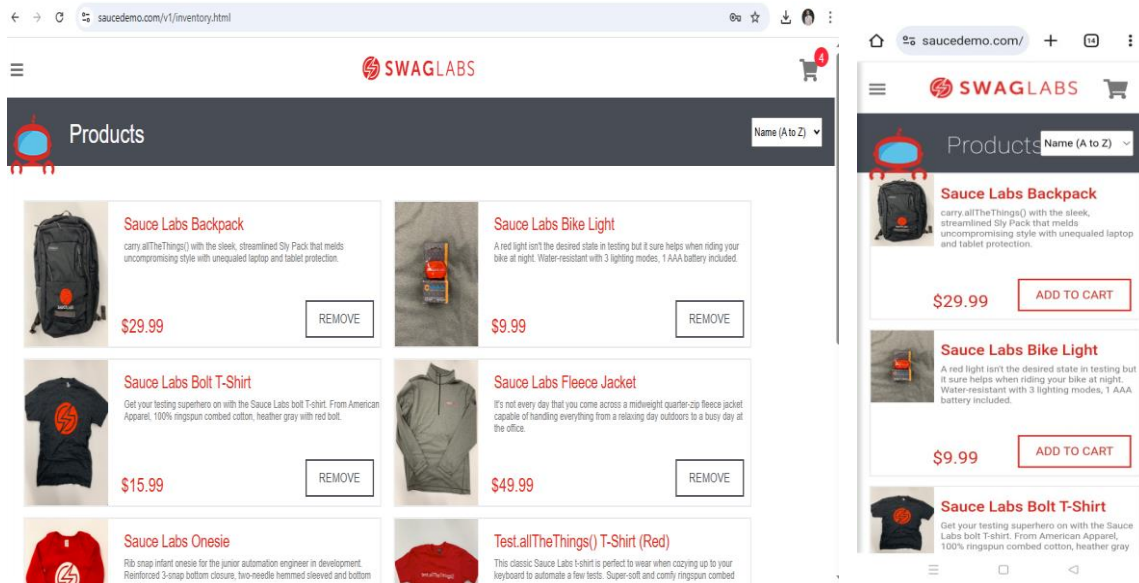 saucedemo.com/v1/inventory.html
SWAGLABS
4
Products
Name (A to Z)
Sauce Labs Backpack
carry.allTheThings() with the sleek, streamlined Sly Pack that melds
uncompromising style with unequaled laptop and tablet protection.
$29.99
REMOVE
Sauce Labs Bike Light
A red light isn't the desired state in testing but it sure helps when riding your
bike at night. Water-resistant with 3 lighting modes, 1 AAA battery included.
$9.99
REMOVE
Sauce Labs Bolt T-Shirt
Get your testing superhero on with the Sauce Labs bolt T-shirt. From American
Apparel, 100% ringspun combed cotton, heather gray with red bolt.
$15.99
REMOVE
Sauce Labs Fleece Jacket
It's not every day that you come across a midweight quarter-zip fleece jacket
capable of handling everything from a relaxing day outdoors to a busy day at
the office.
$49.99
REMOVE
Sauce Labs Onesie
Rib snap infant onesie for the junior automation engineer in development.
Reinforced 3-snap bottom closure, two-needle hemmed sleeved and bottom
Test.allTheThings() T-Shirt (Red)
This classic Sauce Labs t-shirt is perfect to wear when cozying up to your
keyboard to automate a few tests. Super-soft and comfy ringspun combed
saucedemo.com/
14
SWAGLABS
Products
Name (A to Z)
Sauce Labs Backpack
carry.allTheThings() with the sleek,
streamlined Sly Pack that melds
uncompromising style with unequaled laptop
and tablet protection.
$29.99
ADD TO CART
Sauce Labs Bike Light
A red light isn't the desired state in testing but
it sure helps when riding your bike at night.
Water-resistant with 3 lighting modes, 1 AAA
battery included.
$9.99
ADD TO CART
Sauce Labs Bolt T-Shirt
Get your testing superhero on with the Sauce
Labs bolt T-shirt. From American Apparel,
100% ringspun combed cotton, heather gray